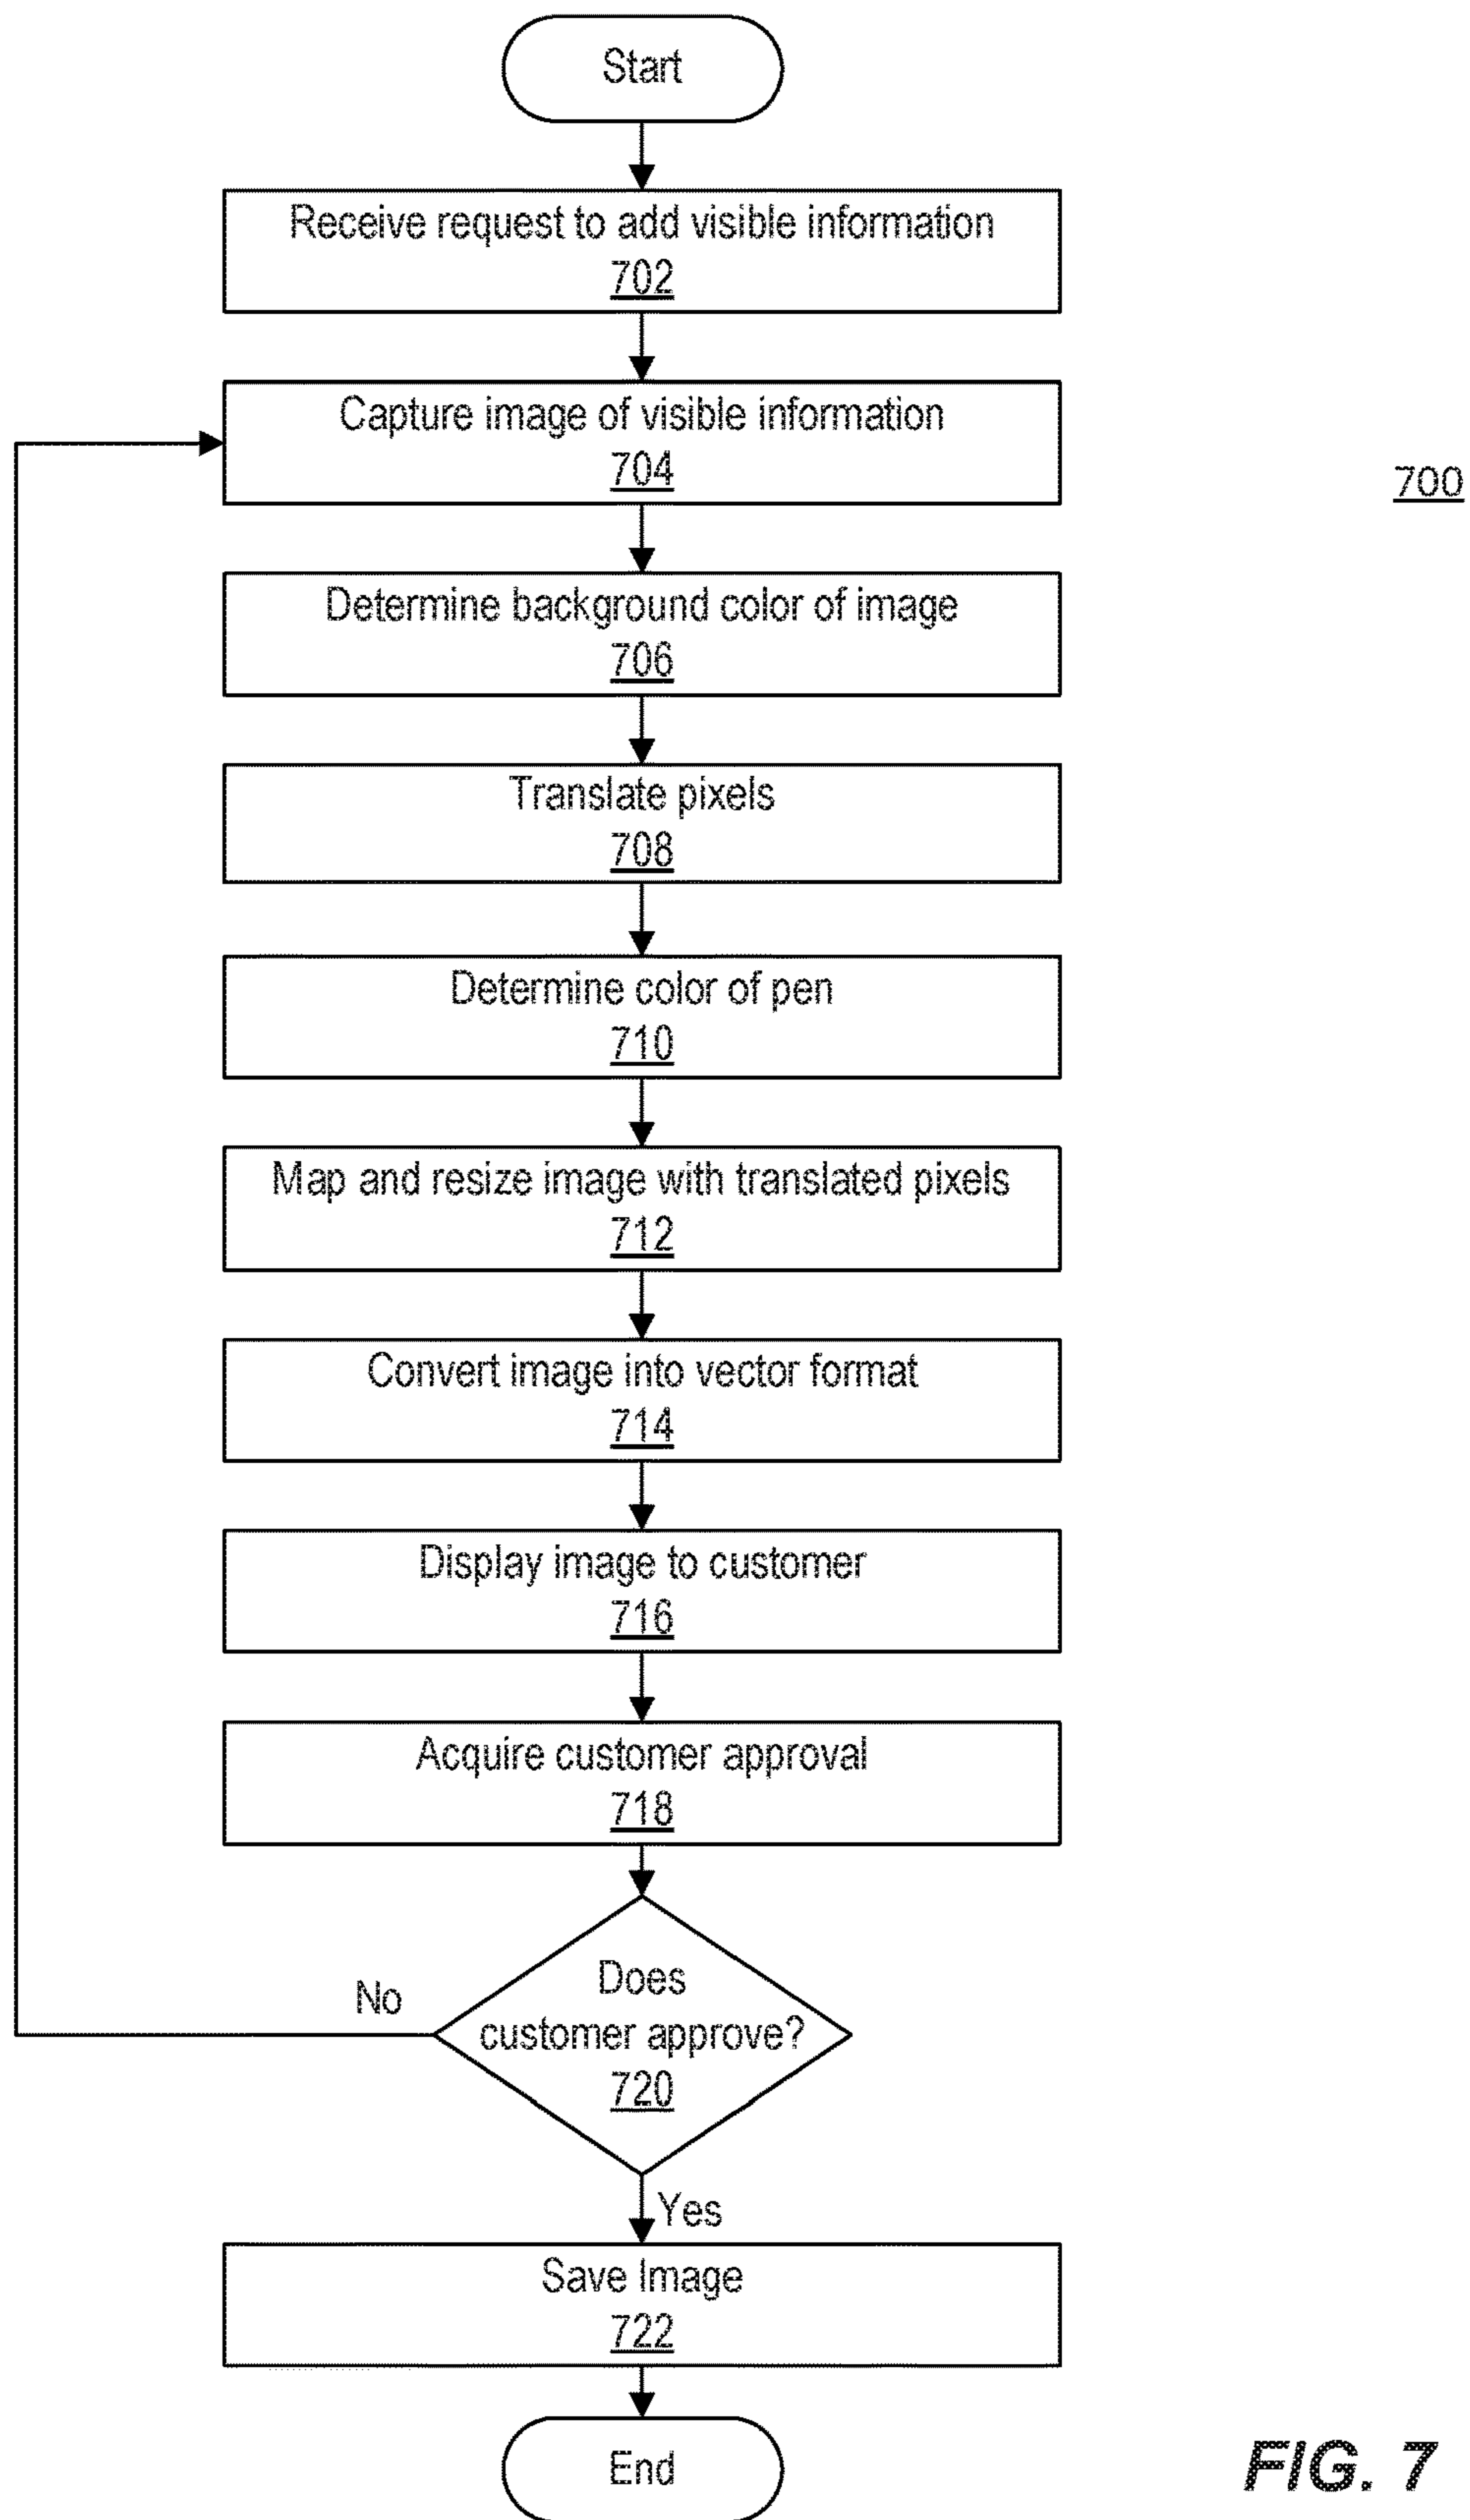 Start
Receive request to add visible information
702
Capture image of visible information
704
700
Determine background color of image
706
Translate pixels
708
Determine color of pen
710
Map and resize image with translated pixels
712
Convert image into vector format
714
Display image to customer
716
Acquire customer approval
718
No
Does
customer approve?
720
Yes
Save Image
722
End
FIG. 7